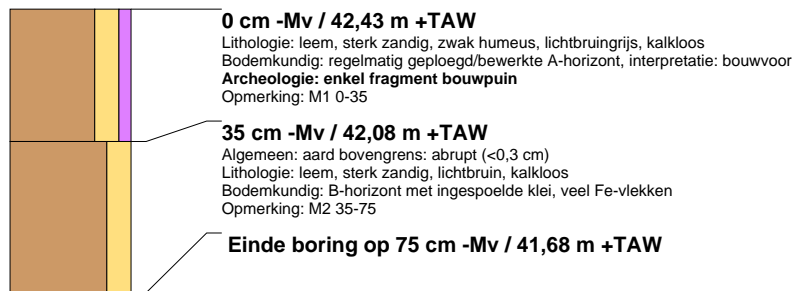 0 cm -Mv / 42,43 m +TAW
Lithologie: leem, sterk zandig, zwak humeus, lichtbruingrijs, kalkloos
Bodemkundig: regelmatig geploegd/bewerkte A-horizont, interpretatie: bouwvoor
Archeologie: enkel fragment bouwpuin
Opmerking: M1 0-35
35 cm -Mv / 42,08 m +TAW
Algemeen: aard bovengrens: abrupt (<0,3 cm)
Lithologie: leem, sterk zandig, lichtbruin, kalkloos
Bodemkundig: B-horizont met ingespoelde klei, veel Fe-vlekken
Opmerking: M2 35-75
Einde boring op 75 cm -Mv / 41,68 m +TAW